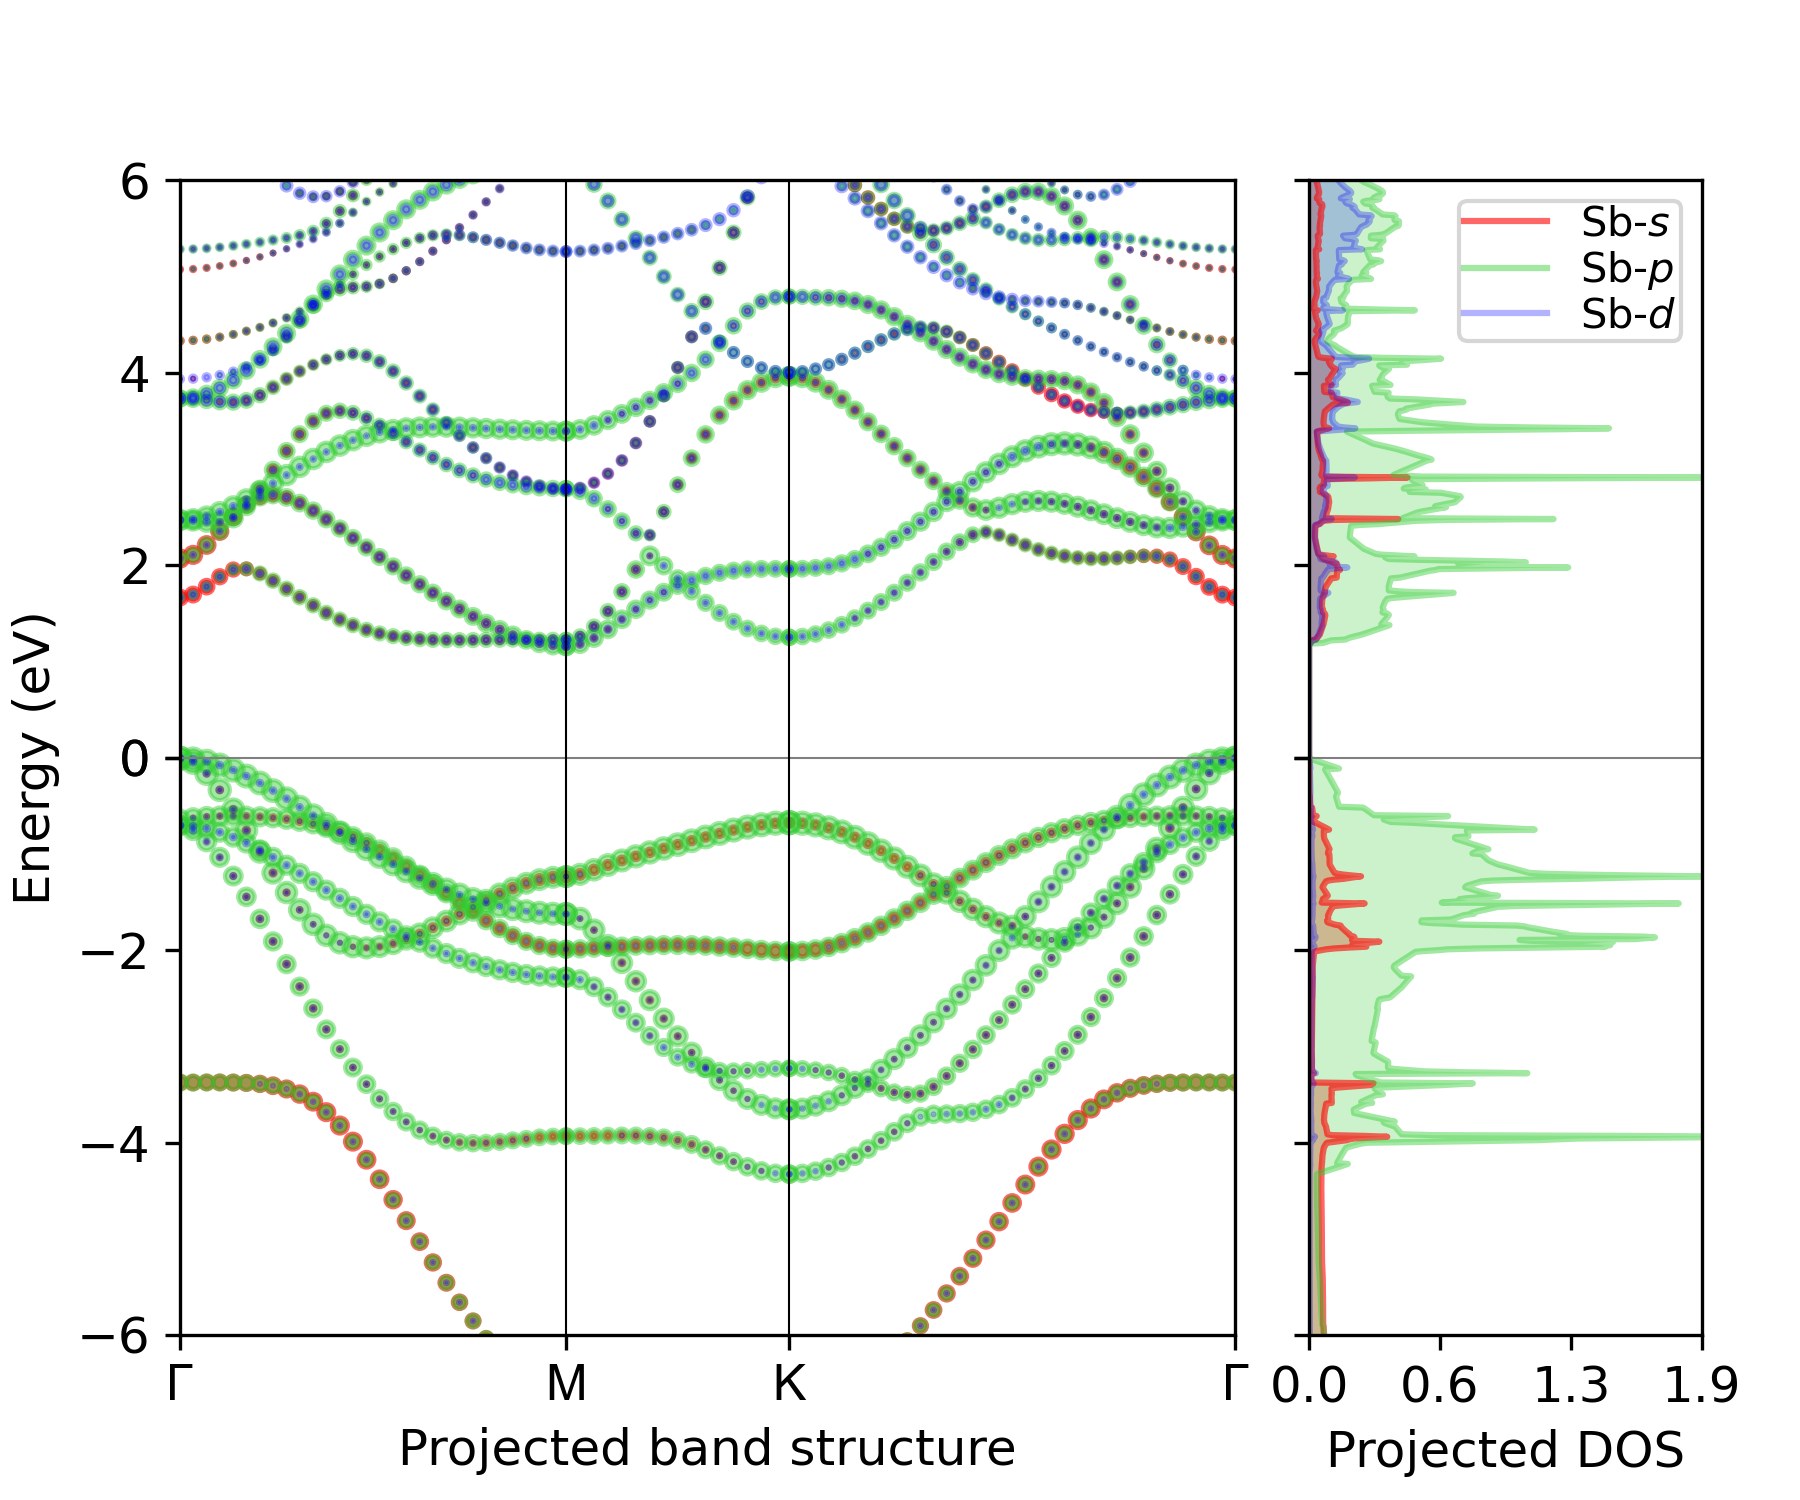 Energy (eV)
6
4
2
0
−2
−4
−6
Γ M K Γ
Projected band structure
Sb-s
Sb-p
Sb-d
0.0 0.6 1.3 1.9
Projected DOS